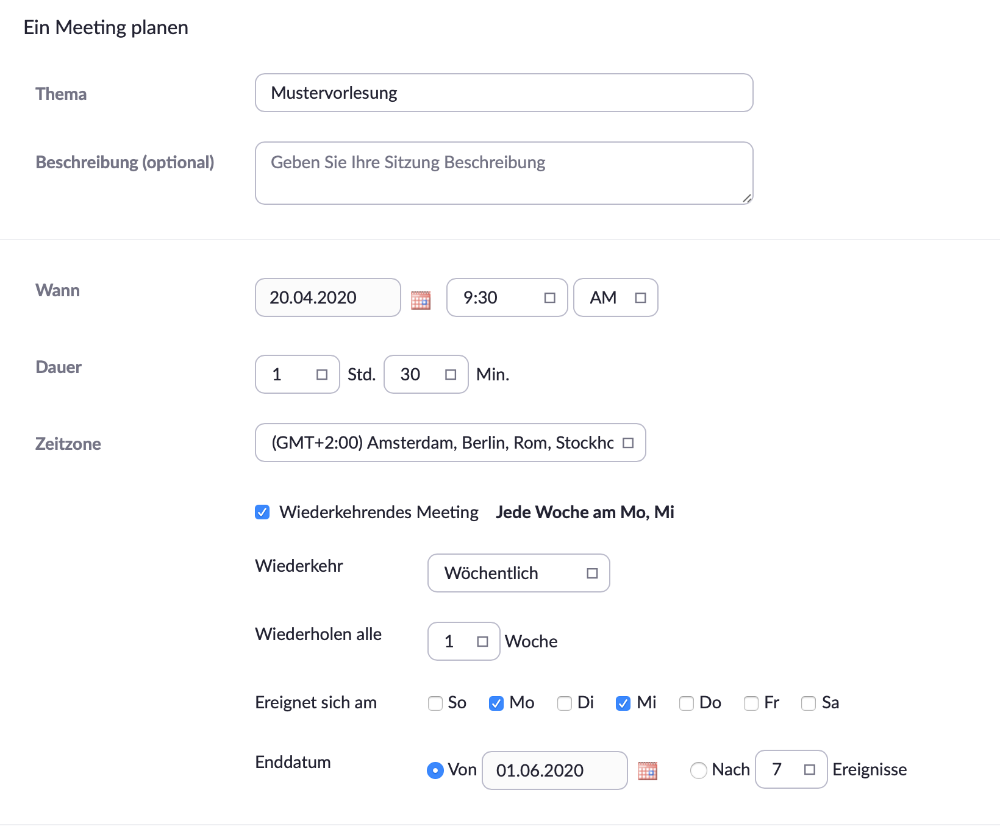 Ein Meeting planen
Thema
Mustervorlesung
Beschreibung (optional)
Geben Sie Ihre Sitzung Beschreibung
Wann
20.04.2020 9:30 AM
Dauer
1 Std. 30 Min.
Zeitzone
(GMT+2:00) Amsterdam, Berlin, Rom, Stockho
Wiederkehrendes Meeting Jede Woche am Mo, Mi
Wiederkehr
Wöchentlich
Wiederholen alle
1 Woche
Ereignet sich am
So Mo Di Mi Do Fr Sa
Enddatum
Von 01.06.2020 Nach 7 Ereignisse